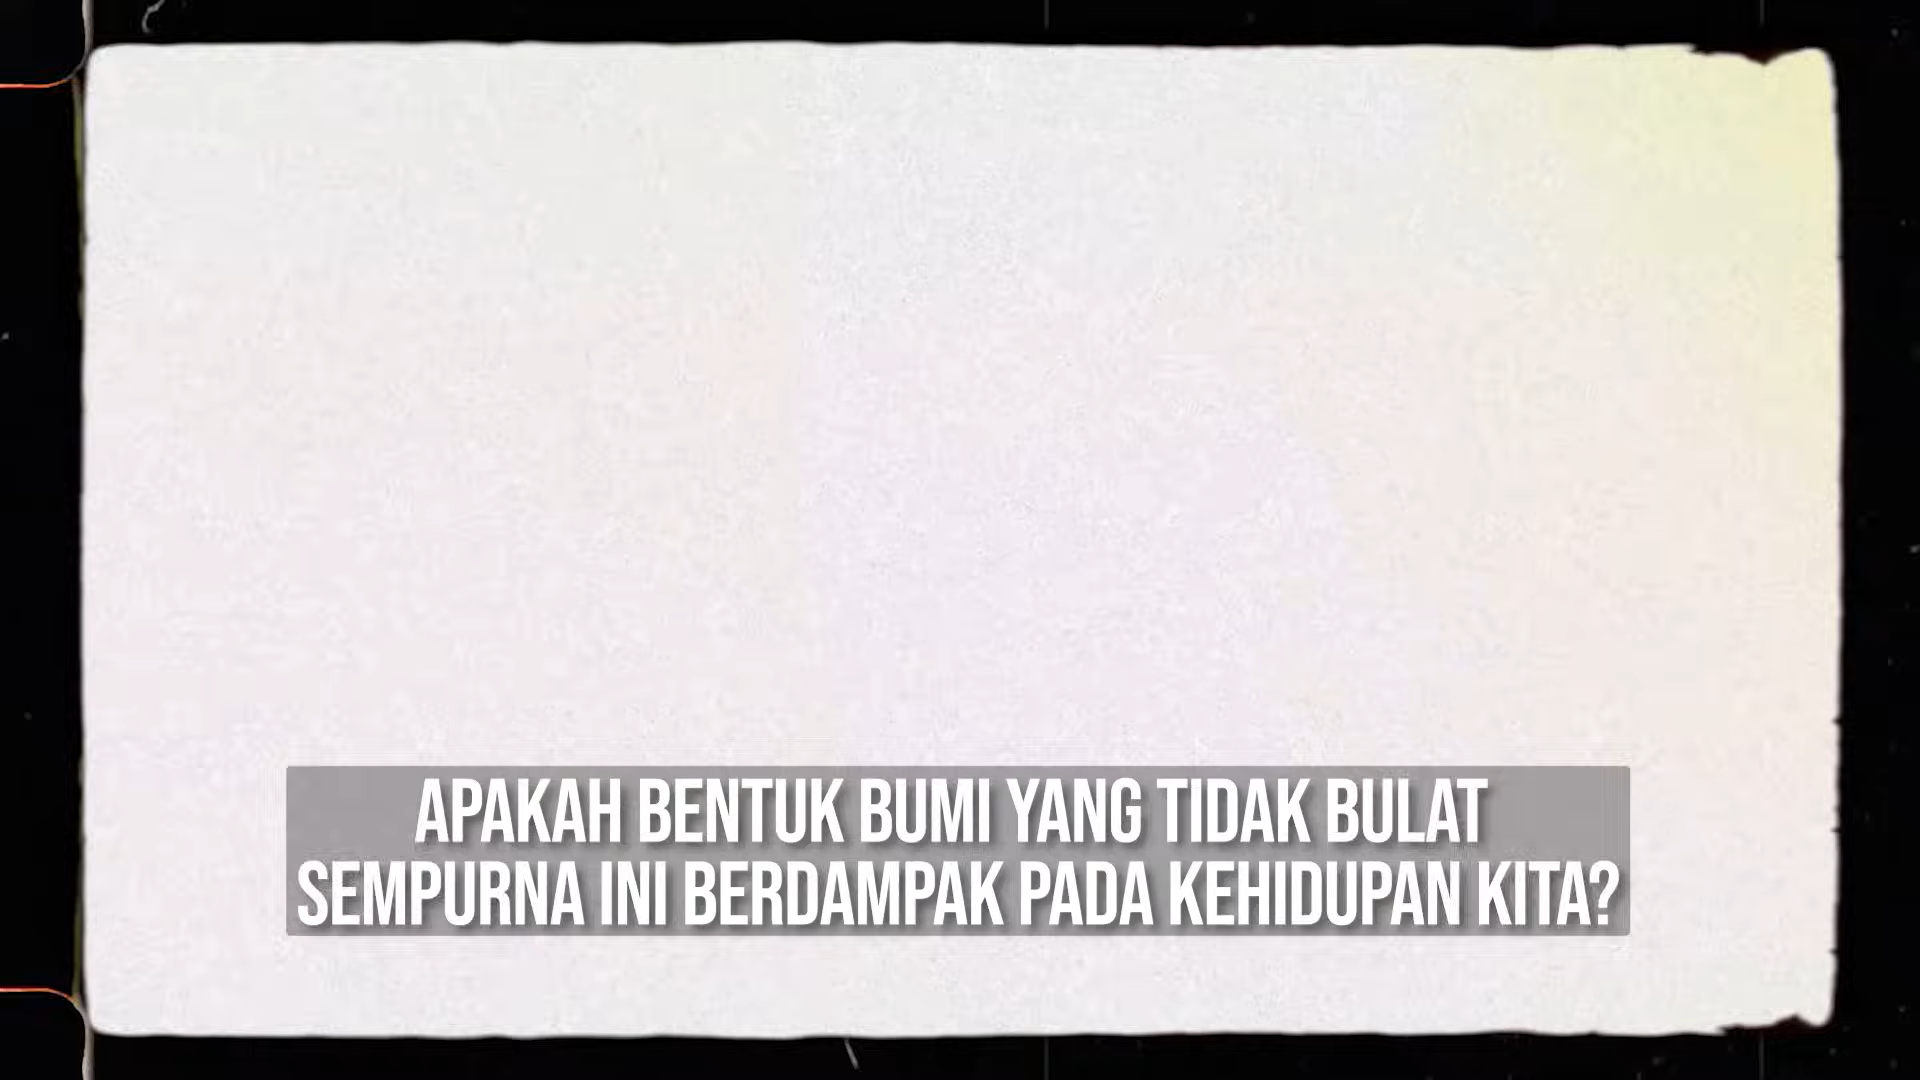 APAKAH BENTUK BUMI YANG TIDAK BULAT
SEMPURNA INI BERDAMPAK PADA KEHIDUPAN KITA?